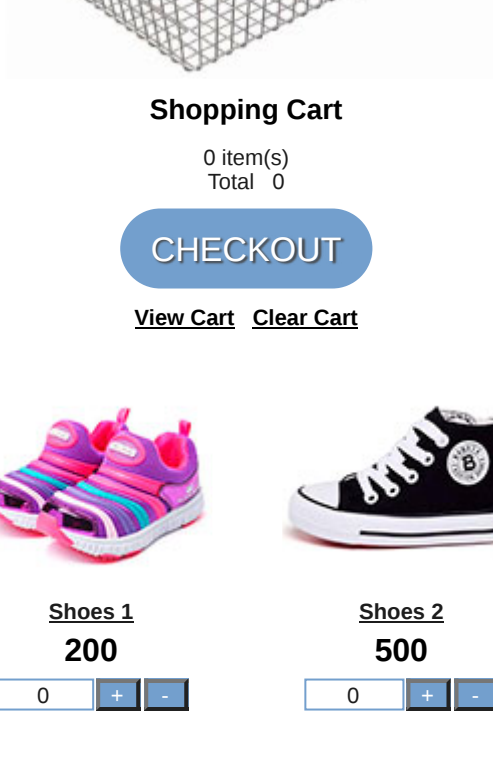 Shopping Cart
0 item(s)
Total 0
CHECKOUT
View Cart Clear Cart
B
Shoes 1
Shoes 2
200
500
0 + -
0 + -